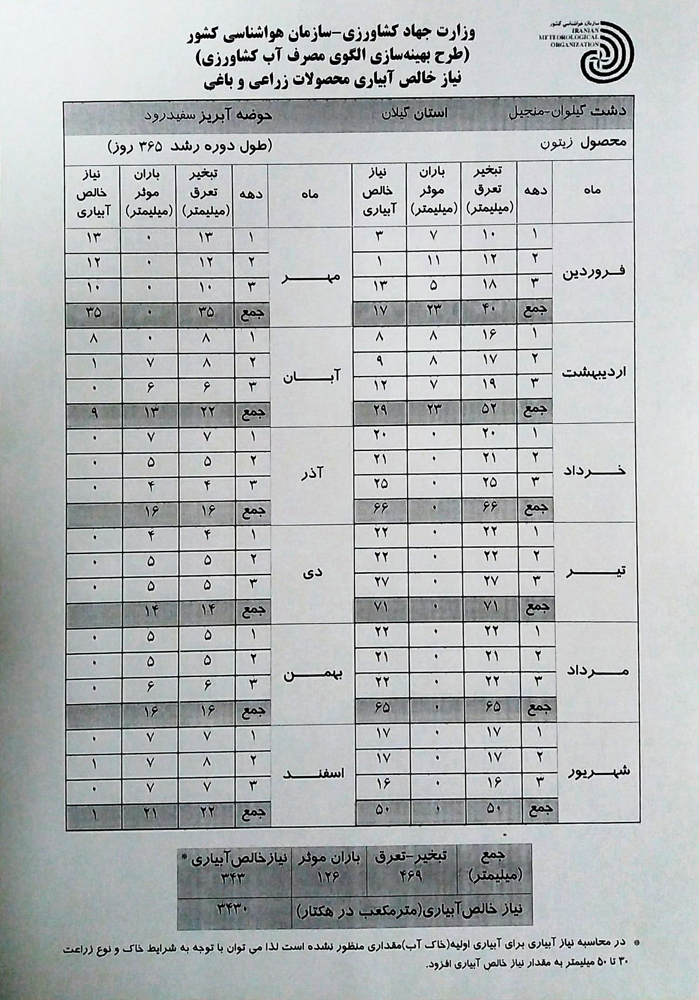 سازمان هواشناسی کشور
IRANIAN
METEOROLOGICAL
ORGANIZATION
وزارت جهاد کشاورزی-سازمان هواشناسی کشور
(طرح بهینه‌سازی الگوی مصرف آب کشاورزی)
نیاز خالص آبیاری محصولات زراعی و باغی
دشت گیلوان-منجیل استان گیلان حوضه آبریز سفیدرود
محصول زیتون (طول دوره رشد ۳۶۵ روز)
ماه دهه تبخیر تعرق (میلیمتر) باران موثر (میلیمتر) نیاز خالص آبیاری ماه دهه تبخیر تعرق (میلیمتر) باران موثر (میلیمتر) نیاز خالص آبیاری
فروردین ۱ ۱۰ ۷ ۳ مهر ۱ ۱۳ ۰ ۱۳
۲ ۱۲ ۱۱ ۱ ۲ ۱۲ ۰ ۱۲
۳ ۱۸ ۵ ۱۳ ۳ ۱۰ ۰ ۱۰
جمع ۴۰ ۲۳ ۱۷ جمع ۳۵ ۰ ۳۵
اردیبهشت ۱ ۱۶ ۸ ۸ آبان ۱ ۸ ۰ ۸
۲ ۱۷ ۸ ۹ ۲ ۸ ۷ ۱
۳ ۱۹ ۷ ۱۲ ۳ ۶ ۶ ۰
جمع ۵۲ ۲۳ ۲۹ جمع ۲۲ ۱۳ ۹
خرداد ۱ ۲۰ ۰ ۲۰ آذر ۱ ۷ ۷ ۰
۲ ۲۱ ۰ ۲۱ ۲ ۵ ۵ ۰
۳ ۲۵ ۰ ۲۵ ۳ ۴ ۴ ۰
جمع ۶۶ ۰ ۶۶ جمع ۱۶ ۱۶
تیر ۱ ۲۲ ۰ ۲۲ دی ۱ ۴ ۴ ۰
۲ ۲۲ ۰ ۲۲ ۲ ۵ ۵ ۰
۳ ۲۷ ۰ ۲۷ ۳ ۵ ۵ ۰
جمع ۷۱ ۰ ۷۱ جمع ۱۴ ۱۴
مرداد ۱ ۲۲ ۰ ۲۲ بهمن ۱ ۵ ۵ ۰
۲ ۲۱ ۰ ۲۱ ۲ ۵ ۵ ۰
۳ ۲۲ ۰ ۲۲ ۳ ۶ ۶ ۰
جمع ۶۵ ۰ ۶۵ جمع ۱۶ ۱۶
شهریور ۱ ۱۷ ۰ ۱۷ اسفند ۱ ۷ ۷ ۰
۲ ۱۷ ۰ ۱۷ ۲ ۸ ۷ ۱
۳ ۱۶ ۰ ۱۶ ۳ ۷ ۷ ۰
جمع ۵۰ ۰ ۵۰ جمع ۲۲ ۲۱ ۱
جمع تبخیر-تعرق باران موثر نیازخالص‌آبیاری *
(میلیمتر) ۴۶۹ ۱۲۶ ۳۴۳
نیاز خالص‌آبیاری(مترمکعب در هکتار) ۳۴۳۰
* در محاسبه نیاز آبیاری برای آبیاری اولیه(خاک آب)مقداری منظور نشده است لذا می توان با توجه به شرایط خاک و نوع زراعت
۳۰ تا ۵۰ میلیمتر به مقدار نیاز خالص آبیاری افزود.